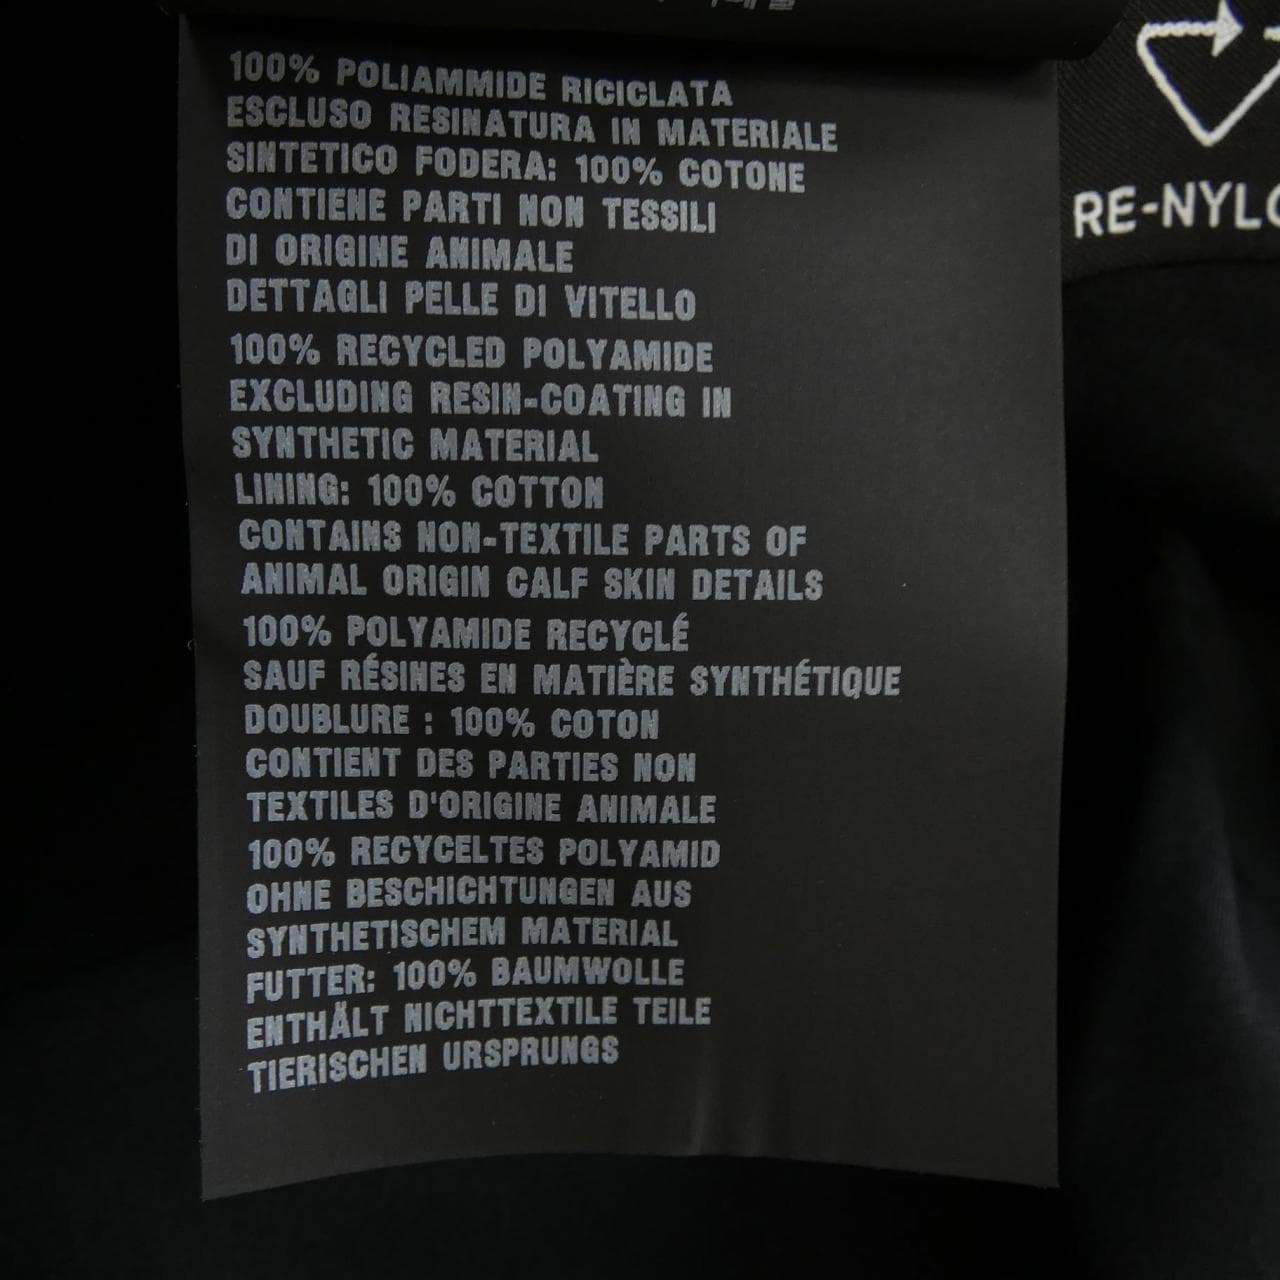 100% POLIAMMIDE RICICLATA
ESCLUSO RESINATURA IN MATERIALE
SINTETICO FODERA: 100% COTONE
CONTIENE PARTI NON TESSILI
DI ORIGINE ANIMALE
DETTAGLI PELLE DI VITELLO
100% RECYCLED POLYAMIDE
EXCLUDING RESIN-COATING IN
SYNTHETIC MATERIAL
LINING: 100% COTTON
CONTAINS NON-TEXTILE PARTS OF
ANIMAL ORIGIN CALF SKIN DETAILS
100% POLYAMIDE RECYCLÉ
SAUF RÉSINES EN MATIÈRE SYNTHÉTIQUE
DOUBLURE : 100% COTON
CONTIENT DES PARTIES NON
TEXTILES D'ORIGINE ANIMALE
100% RECYCELTES POLYAMID
OHNE BESCHICHTUNGEN AUS
SYNTHETISCHEM MATERIAL
FUTTER: 100% BAUMWOLLE
ENTHÄLT NICHTTEXTILE TEILE
TIERISCHEN URSPRUNGS